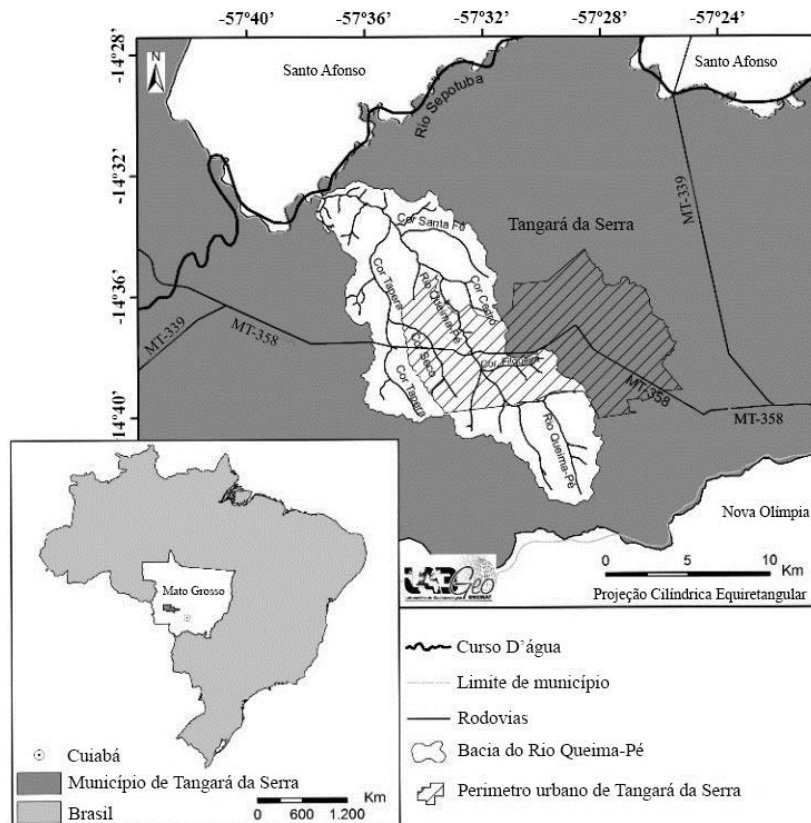 -57°40' -57°36' -57°32' -57°28' -57°24'
-14°28'
-14°32'
-14°36'
-14°40'
N
Santo Afonso
Santo Afonso
Rio Sepotuba
MT-339
Cor Santa Fé
Tangará da Serra
Cor Tapera
Rio Queima-Pé
Cor Cedro
MT-339
MT-358
Cor Seco
Cor
MT-358
Cor Tapera
MT-358
Rio Queima-Pé
Nova Olímpia
0 5 10
Km
Projeção Cilíndrica Equiretangular
Geo
UNEMAT
Mato Grosso
Cuiabá
Município de Tangará da Serra
Brasil
Km
0 600 1.200
Curso D’água
Limite de município
Rodovias
Bacia do Rio Queima-Pé
Perimetro urbano de Tangará da Serra